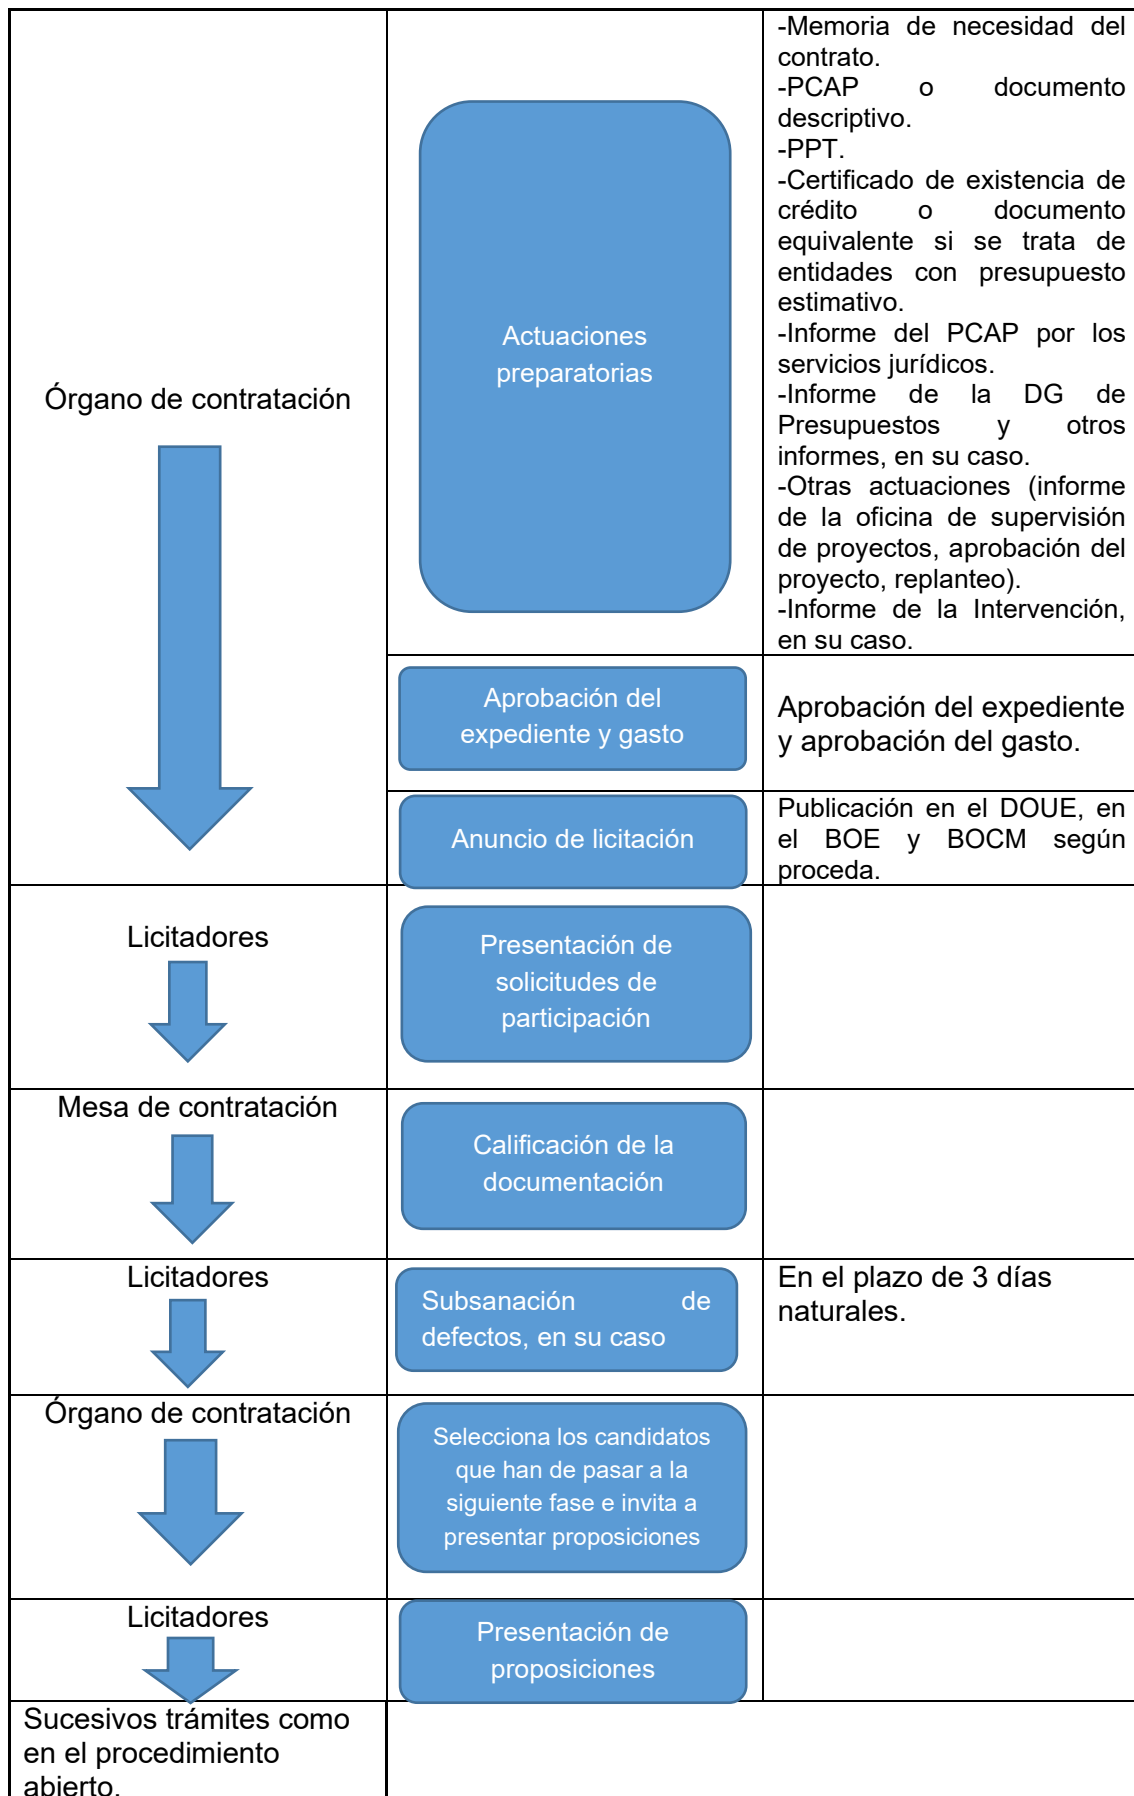 Órgano de contratación
Actuaciones
preparatorias
-Memoria de necesidad del
contrato.
-PCAP o documento
descriptivo.
-PPT.
-Certificado de existencia de
crédito o documento
equivalente si se trata de
entidades con presupuesto
estimativo.
-Informe del PCAP por los
servicios jurídicos.
-Informe de la DG de
Presupuestos y otros
informes, en su caso.
-Otras actuaciones (informe
de la oficina de supervisión
de proyectos, aprobación del
proyecto, replanteo).
-Informe de la Intervención,
en su caso.
Aprobación del
expediente y gasto
Aprobación del expediente
y aprobación del gasto.
Anuncio de licitación
Publicación en el DOUE, en
el BOE y BOCM según
proceda.
Licitadores
Presentación de
solicitudes de
participación
Mesa de contratación
Calificación de la
documentación
Licitadores
Subsanación de
defectos, en su caso
En el plazo de 3 días
naturales.
Órgano de contratación
Selecciona los candidatos
que han de pasar a la
siguiente fase e invita a
presentar proposiciones
Licitadores
Presentación de
proposiciones
Sucesivos trámites como
en el procedimiento
abierto.